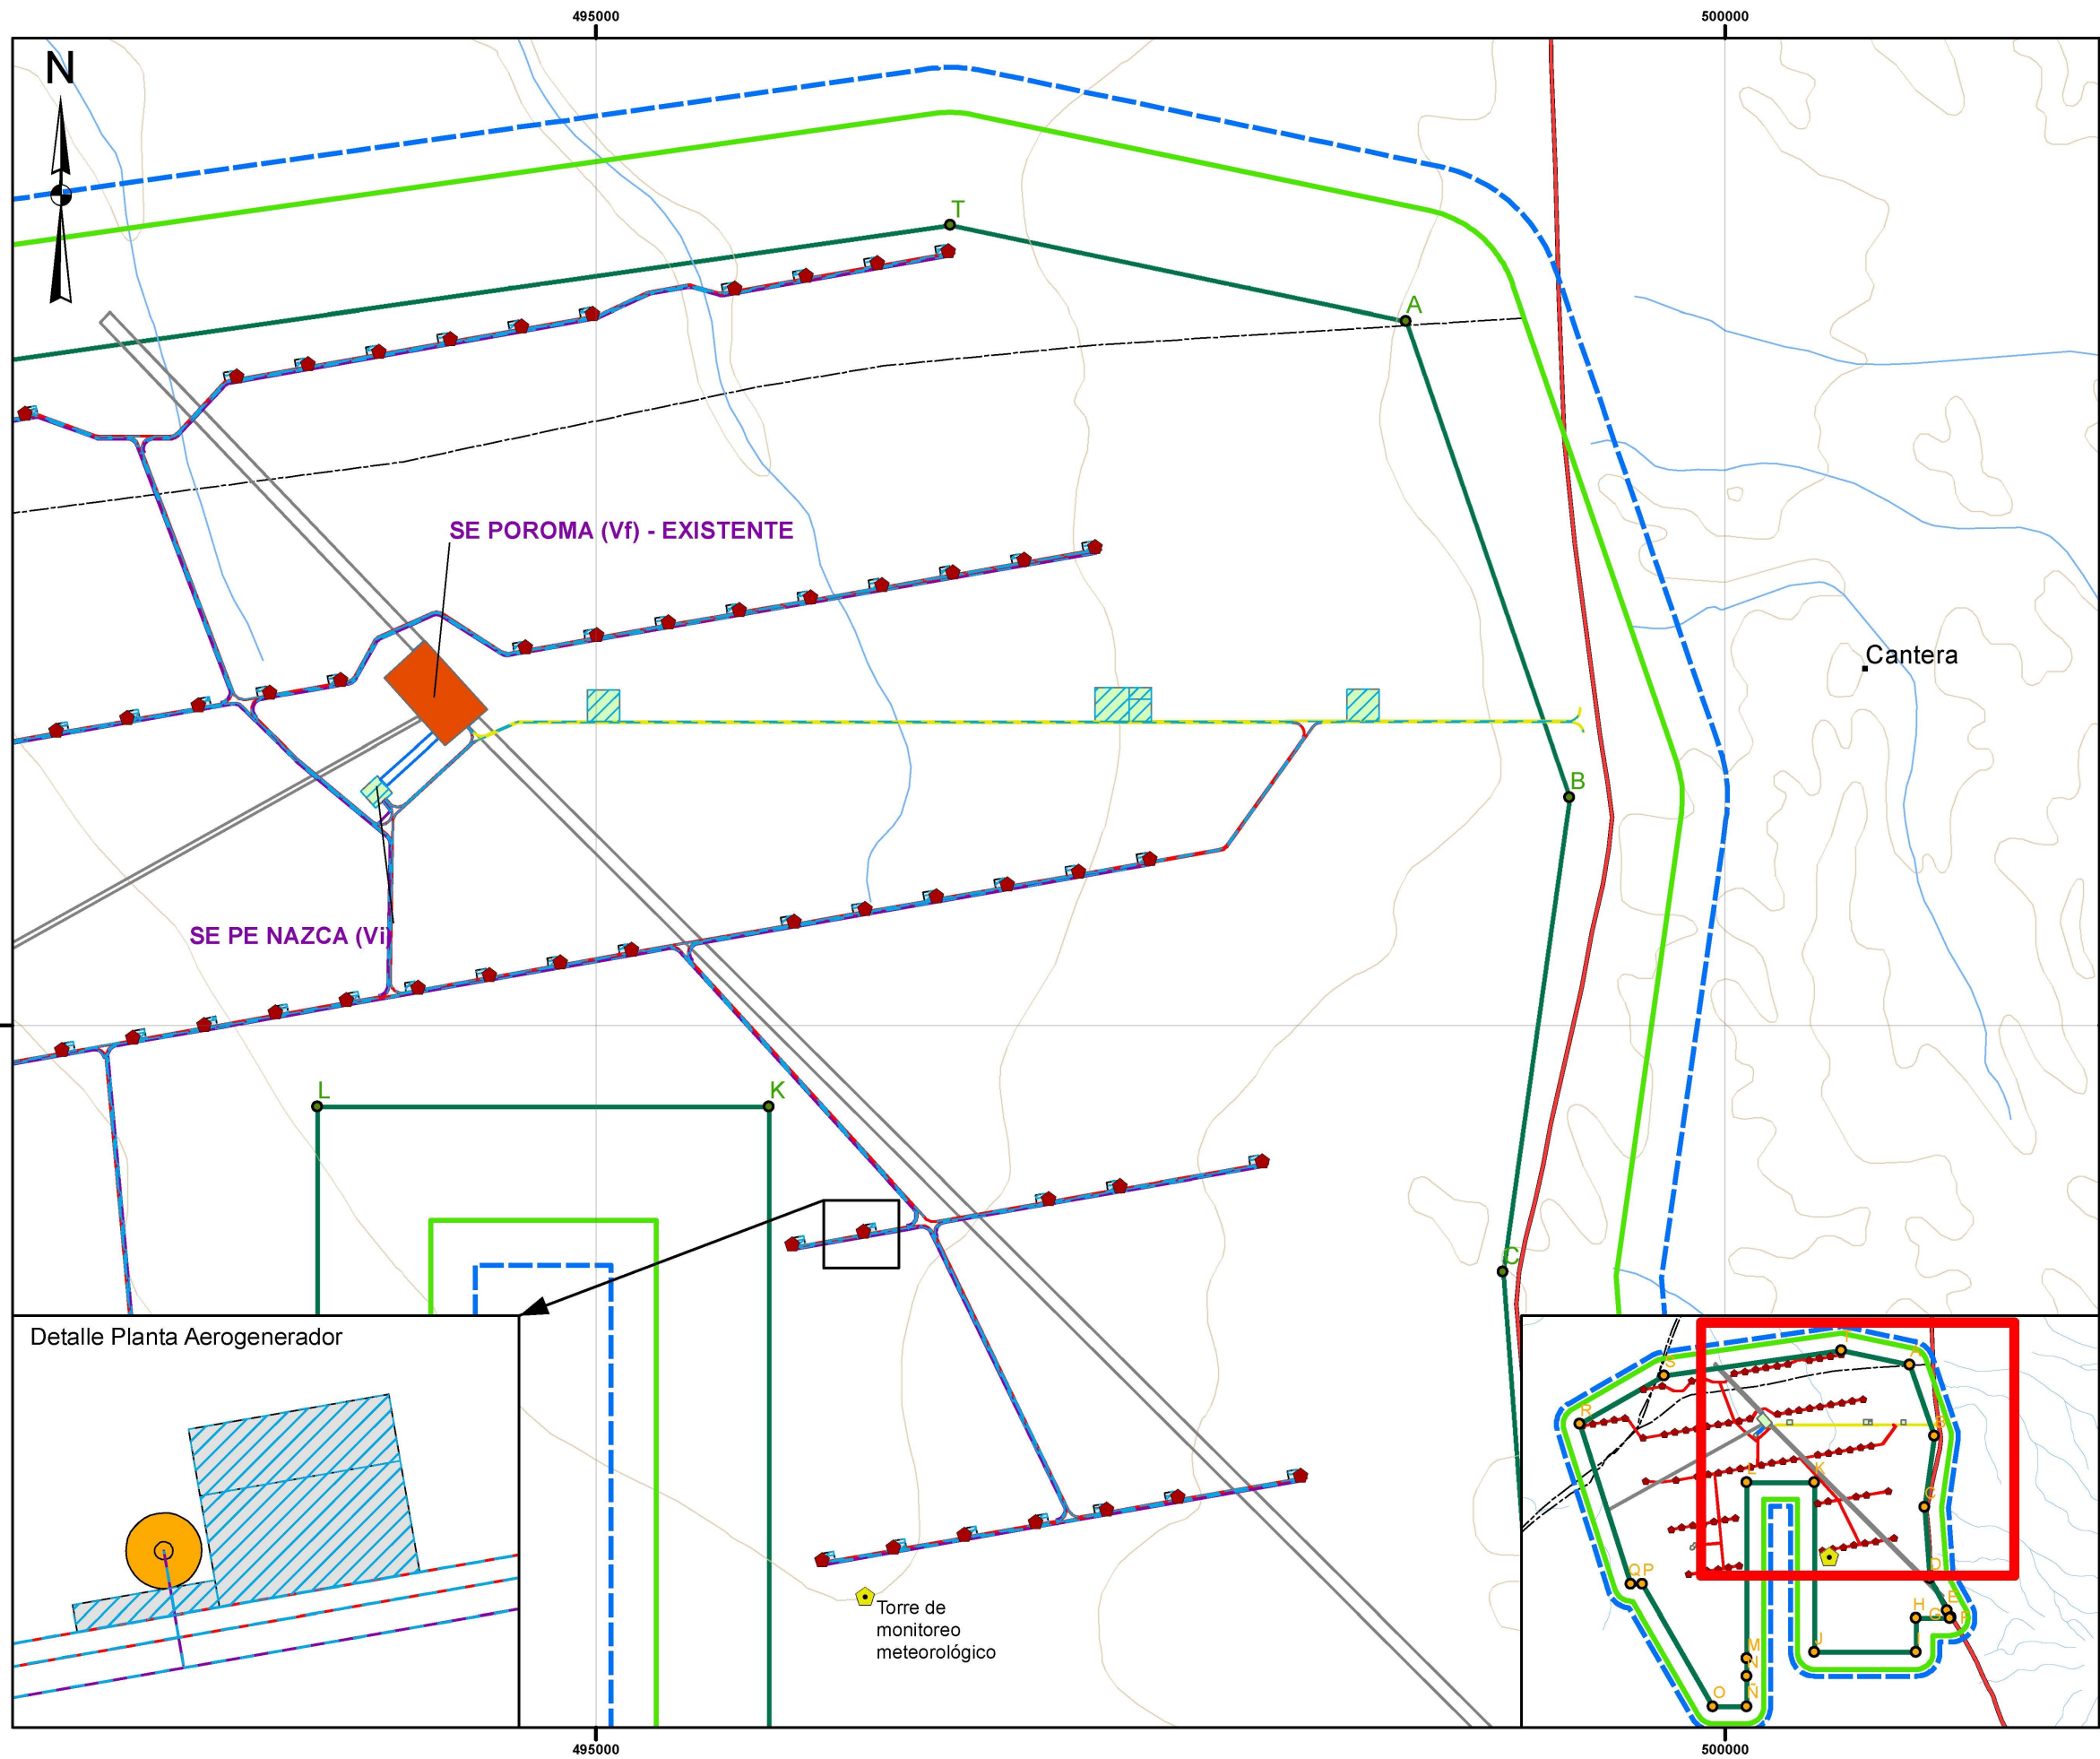 495000
500000
N
T
A
SE POROMA (Vf) - EXISTENTE
Cantera
B
SE PE NAZCA (Vi)
L
K
C
Detalle Planta Aerogenerador
Torre de
monitoreo
meteorológico
T
A
S
R
B
L
K
C
Q
P
D
E
H
G
F
J
I
M
N
O
Ñ
495000
500000